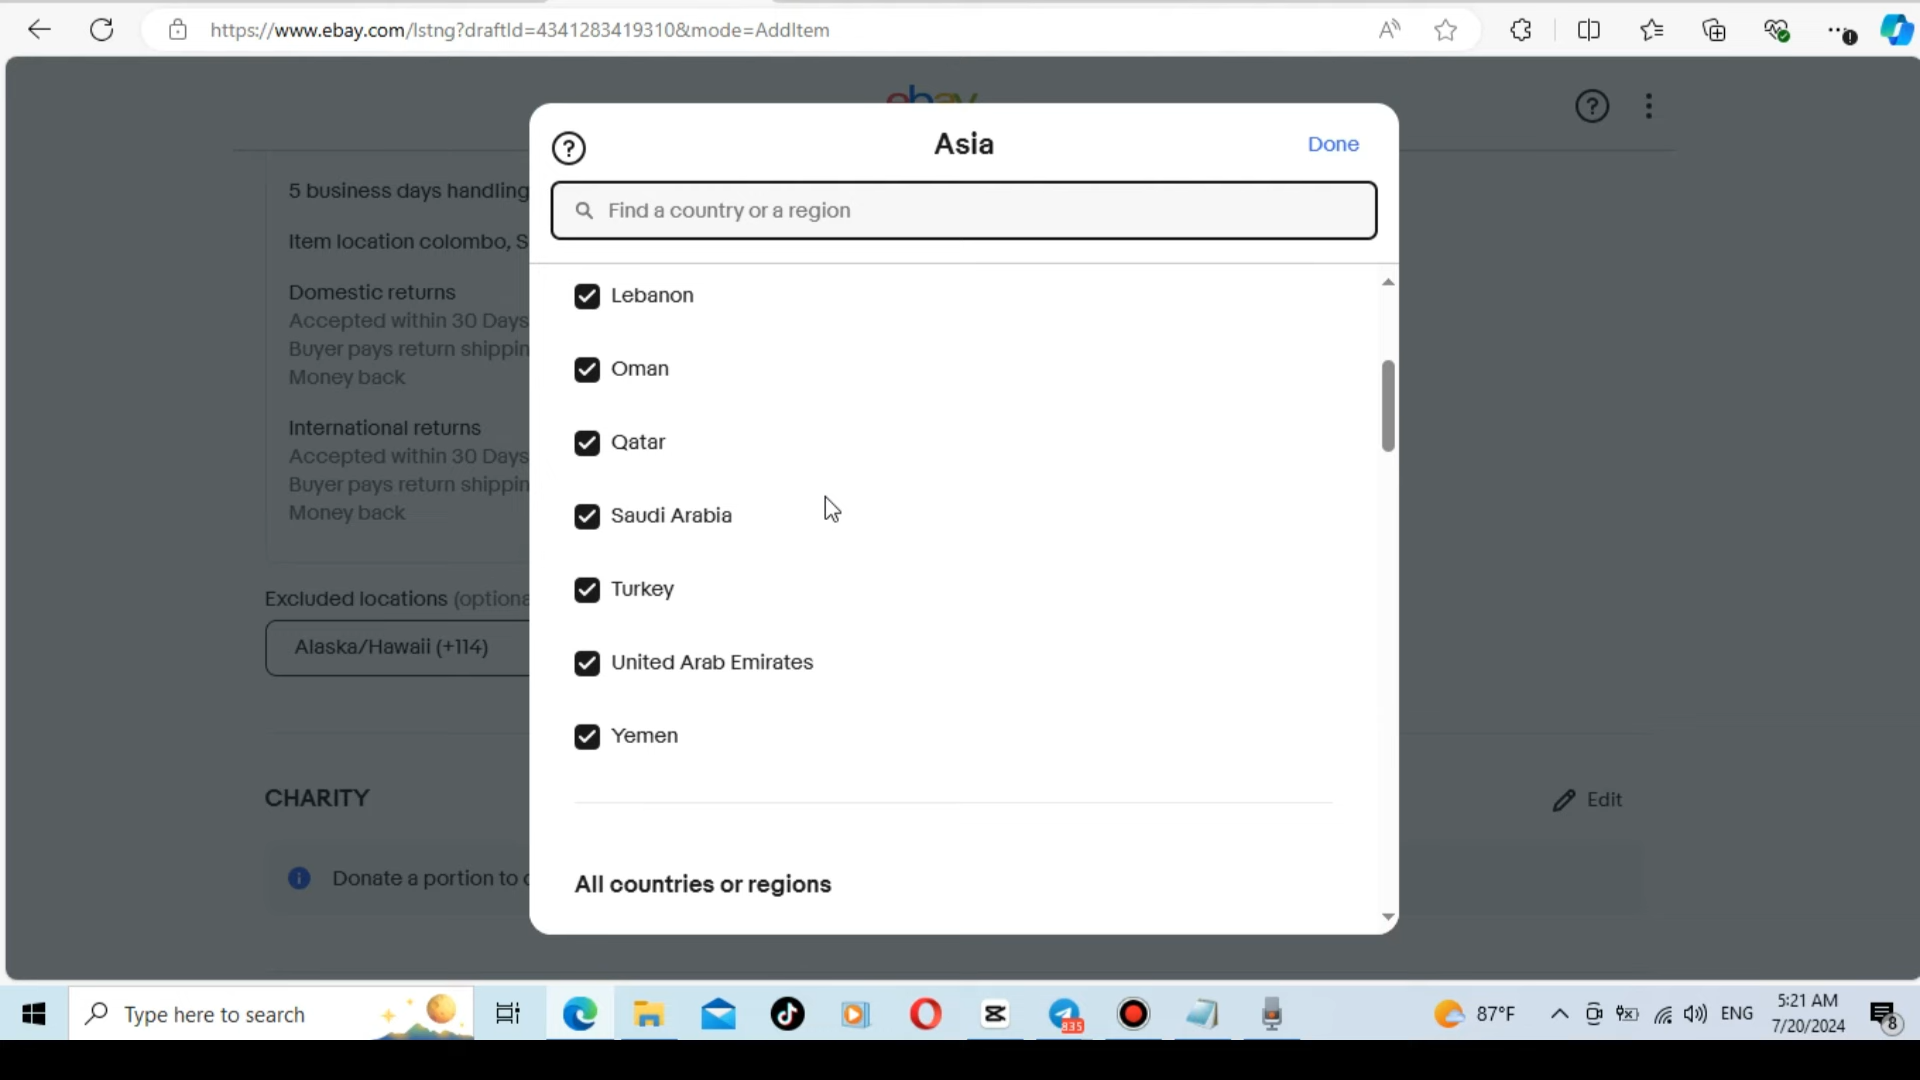 https://www.ebay.com/lstng?draftId=4341283419310&mode=AddItem
ebay
Asia
Done
Find a country or a region
Lebanon
Oman
Qatar
Saudi Arabia
Turkey
United Arab Emirates
Yemen
All countries or regions
5 business days handling
Item location colombo, S
Domestic returns
Accepted within 30 Days
Buyer pays return shippin
Money back
International returns
Accepted within 30 Days
Buyer pays return shippin
Money back
Excluded locations (optiona
Alaska/Hawaii (+114)
CHARITY
Edit
Donate a portion to c
Type here to search
835
87°F
ENG
5:21 AM
7/20/2024
8